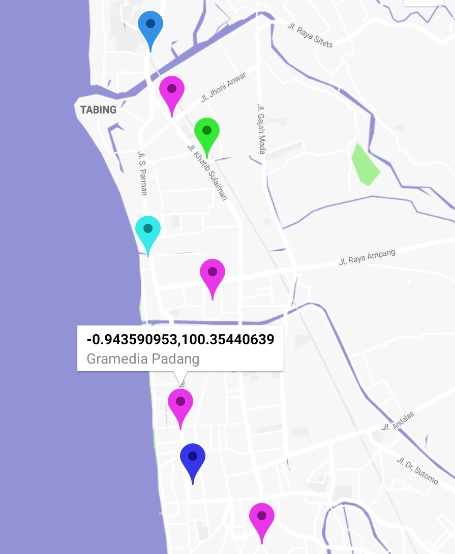 Jl. Raya Siteba
Jl. Jhoni Anwar
TABING
Jl. Gajah Mada
Jl. S. Parman
Jl. Khatib Sulaiman
Jl. Raya Ampang
-0.943590953,100.35440639
Gramedia Padang
Jl. Andalas
Jl. Dr. Sutomo